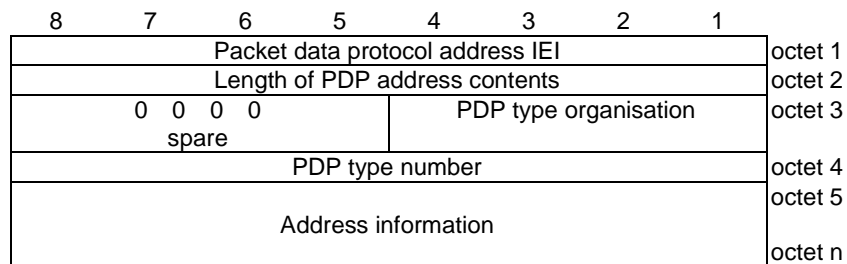 8 7 6 5 4 3 2 1
Packet data protocol address IEI octet 1
Length of PDP address contents octet 2
0 0 0 0 PDP type organisation octet 3
spare
PDP type number octet 4
octet 5
Address information
octet n